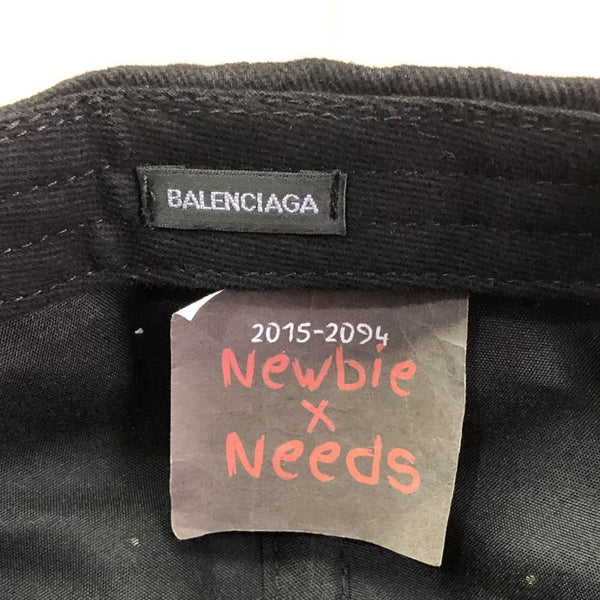 BALENCIAGA
2015-2094
Newbie
x
Needs